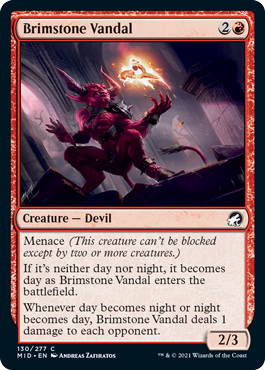 Brimstone Vandal 2
Creature — Devil
Menace (This creature can't be blocked
except by two or more creatures.)
If it's neither day nor night, it becomes
day as Brimstone Vandal enters the
battlefield.
Whenever day becomes night or night
becomes day, Brimstone Vandal deals 1
damage to each opponent.
2/3
130/277 C
MID • EN ANDREAS ZAFIRATOS
™ & © 2021 Wizards of the Coast